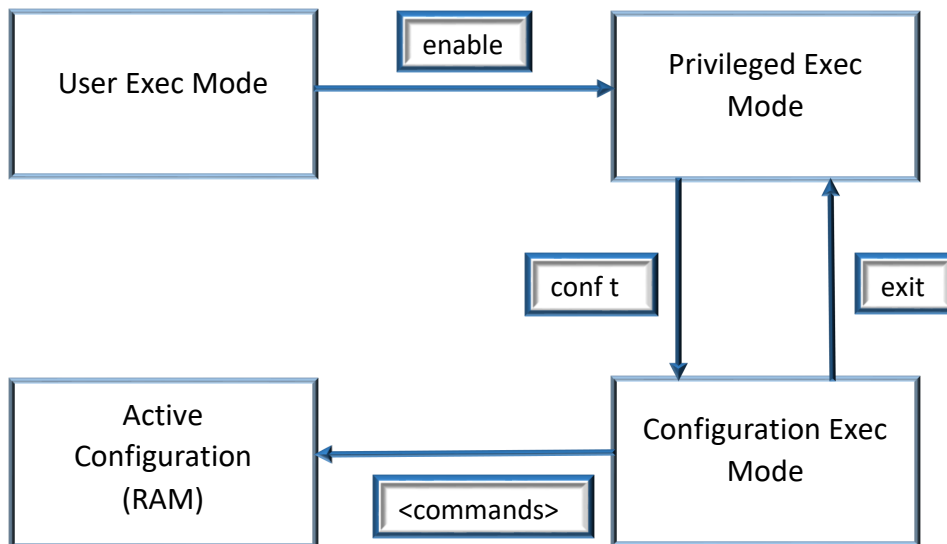 User Exec Mode
enable
Privileged Exec
Mode
conf t
exit
Active
Configuration
(RAM)
<commands>
Configuration Exec
Mode